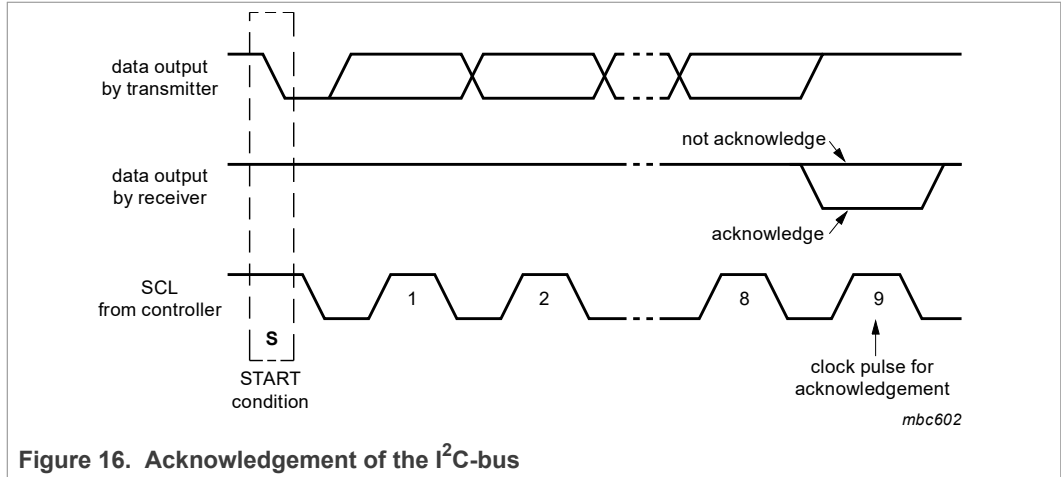 data output
by transmitter
not acknowledge
data output
by receiver
acknowledge
SCL
from controller
1
2
8
9
S
START
condition
clock pulse for
acknowledgement
mbc602
Figure 16. Acknowledgement of the I²C-bus